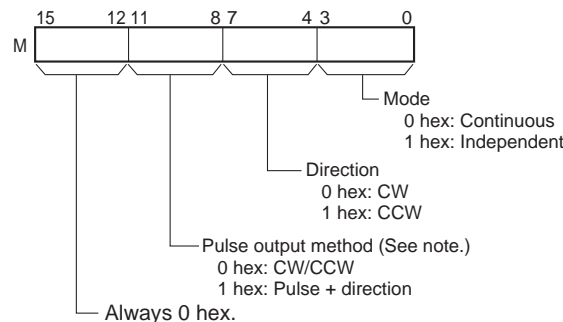 15 12 11 8 7 4 3 0
M
Mode
0 hex: Continuous
1 hex: Independent
Direction
0 hex: CW
1 hex: CCW
Pulse output method (See note.)
0 hex: CW/CCW
1 hex: Pulse + direction
Always 0 hex.